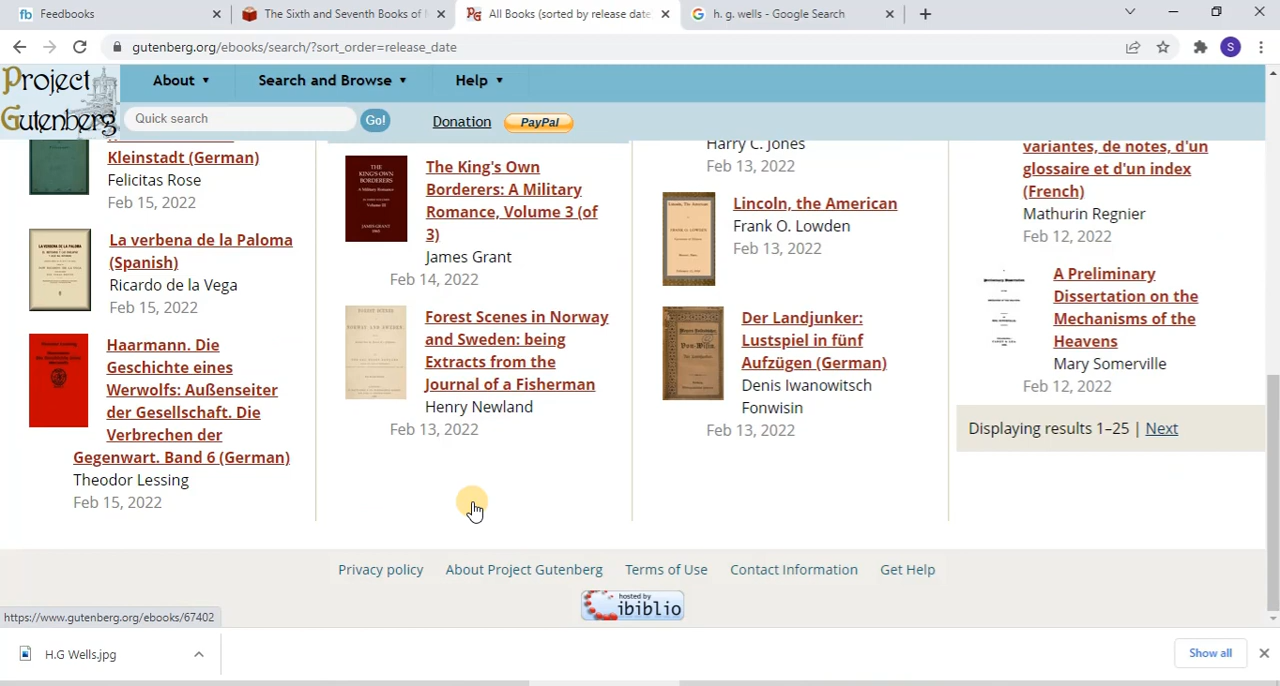 Feedbooks
The Sixth and Seventh Books of M
All Books (sorted by release date
h. g. wells - Google Search
gutenberg.org/ebooks/search/?sort_order=release_date
S
Project
Gutenberg
About
Search and Browse
Help
Quick search
Go!
Donation
PayPal
Kleinstadt (German)
Felicitas Rose
Feb 15, 2022
La verbena de la Paloma
(Spanish)
Ricardo de la Vega
Feb 15, 2022
Haarmann. Die
Geschichte eines
Werwolfs: Außenseiter
der Gesellschaft. Die
Verbrechen der
Gegenwart. Band 6 (German)
Theodor Lessing
Feb 15, 2022
The King's Own
Borderers: A Military
Romance, Volume 3 (of
3)
James Grant
Feb 14, 2022
Forest Scenes in Norway
and Sweden: being
Extracts from the
Journal of a Fisherman
Henry Newland
Feb 13, 2022
Harry C. Jones
Feb 13, 2022
Lincoln, the American
Frank O. Lowden
Feb 13, 2022
Der Landjunker:
Lustspiel in fünf
Aufzügen (German)
Denis Iwanowitsch
Fonwisin
Feb 13, 2022
variantes, de notes, d'un
glossaire et d'un index
(French)
Mathurin Regnier
Feb 12, 2022
A Preliminary
Dissertation on the
Mechanisms of the
Heavens
Mary Somerville
Feb 12, 2022
Displaying results 1–25 | Next
Privacy policy
About Project Gutenberg
Terms of Use
Contact Information
Get Help
hosted by
ibiblio
https://www.gutenberg.org/ebooks/67402
H.G Wells.jpg
Show all